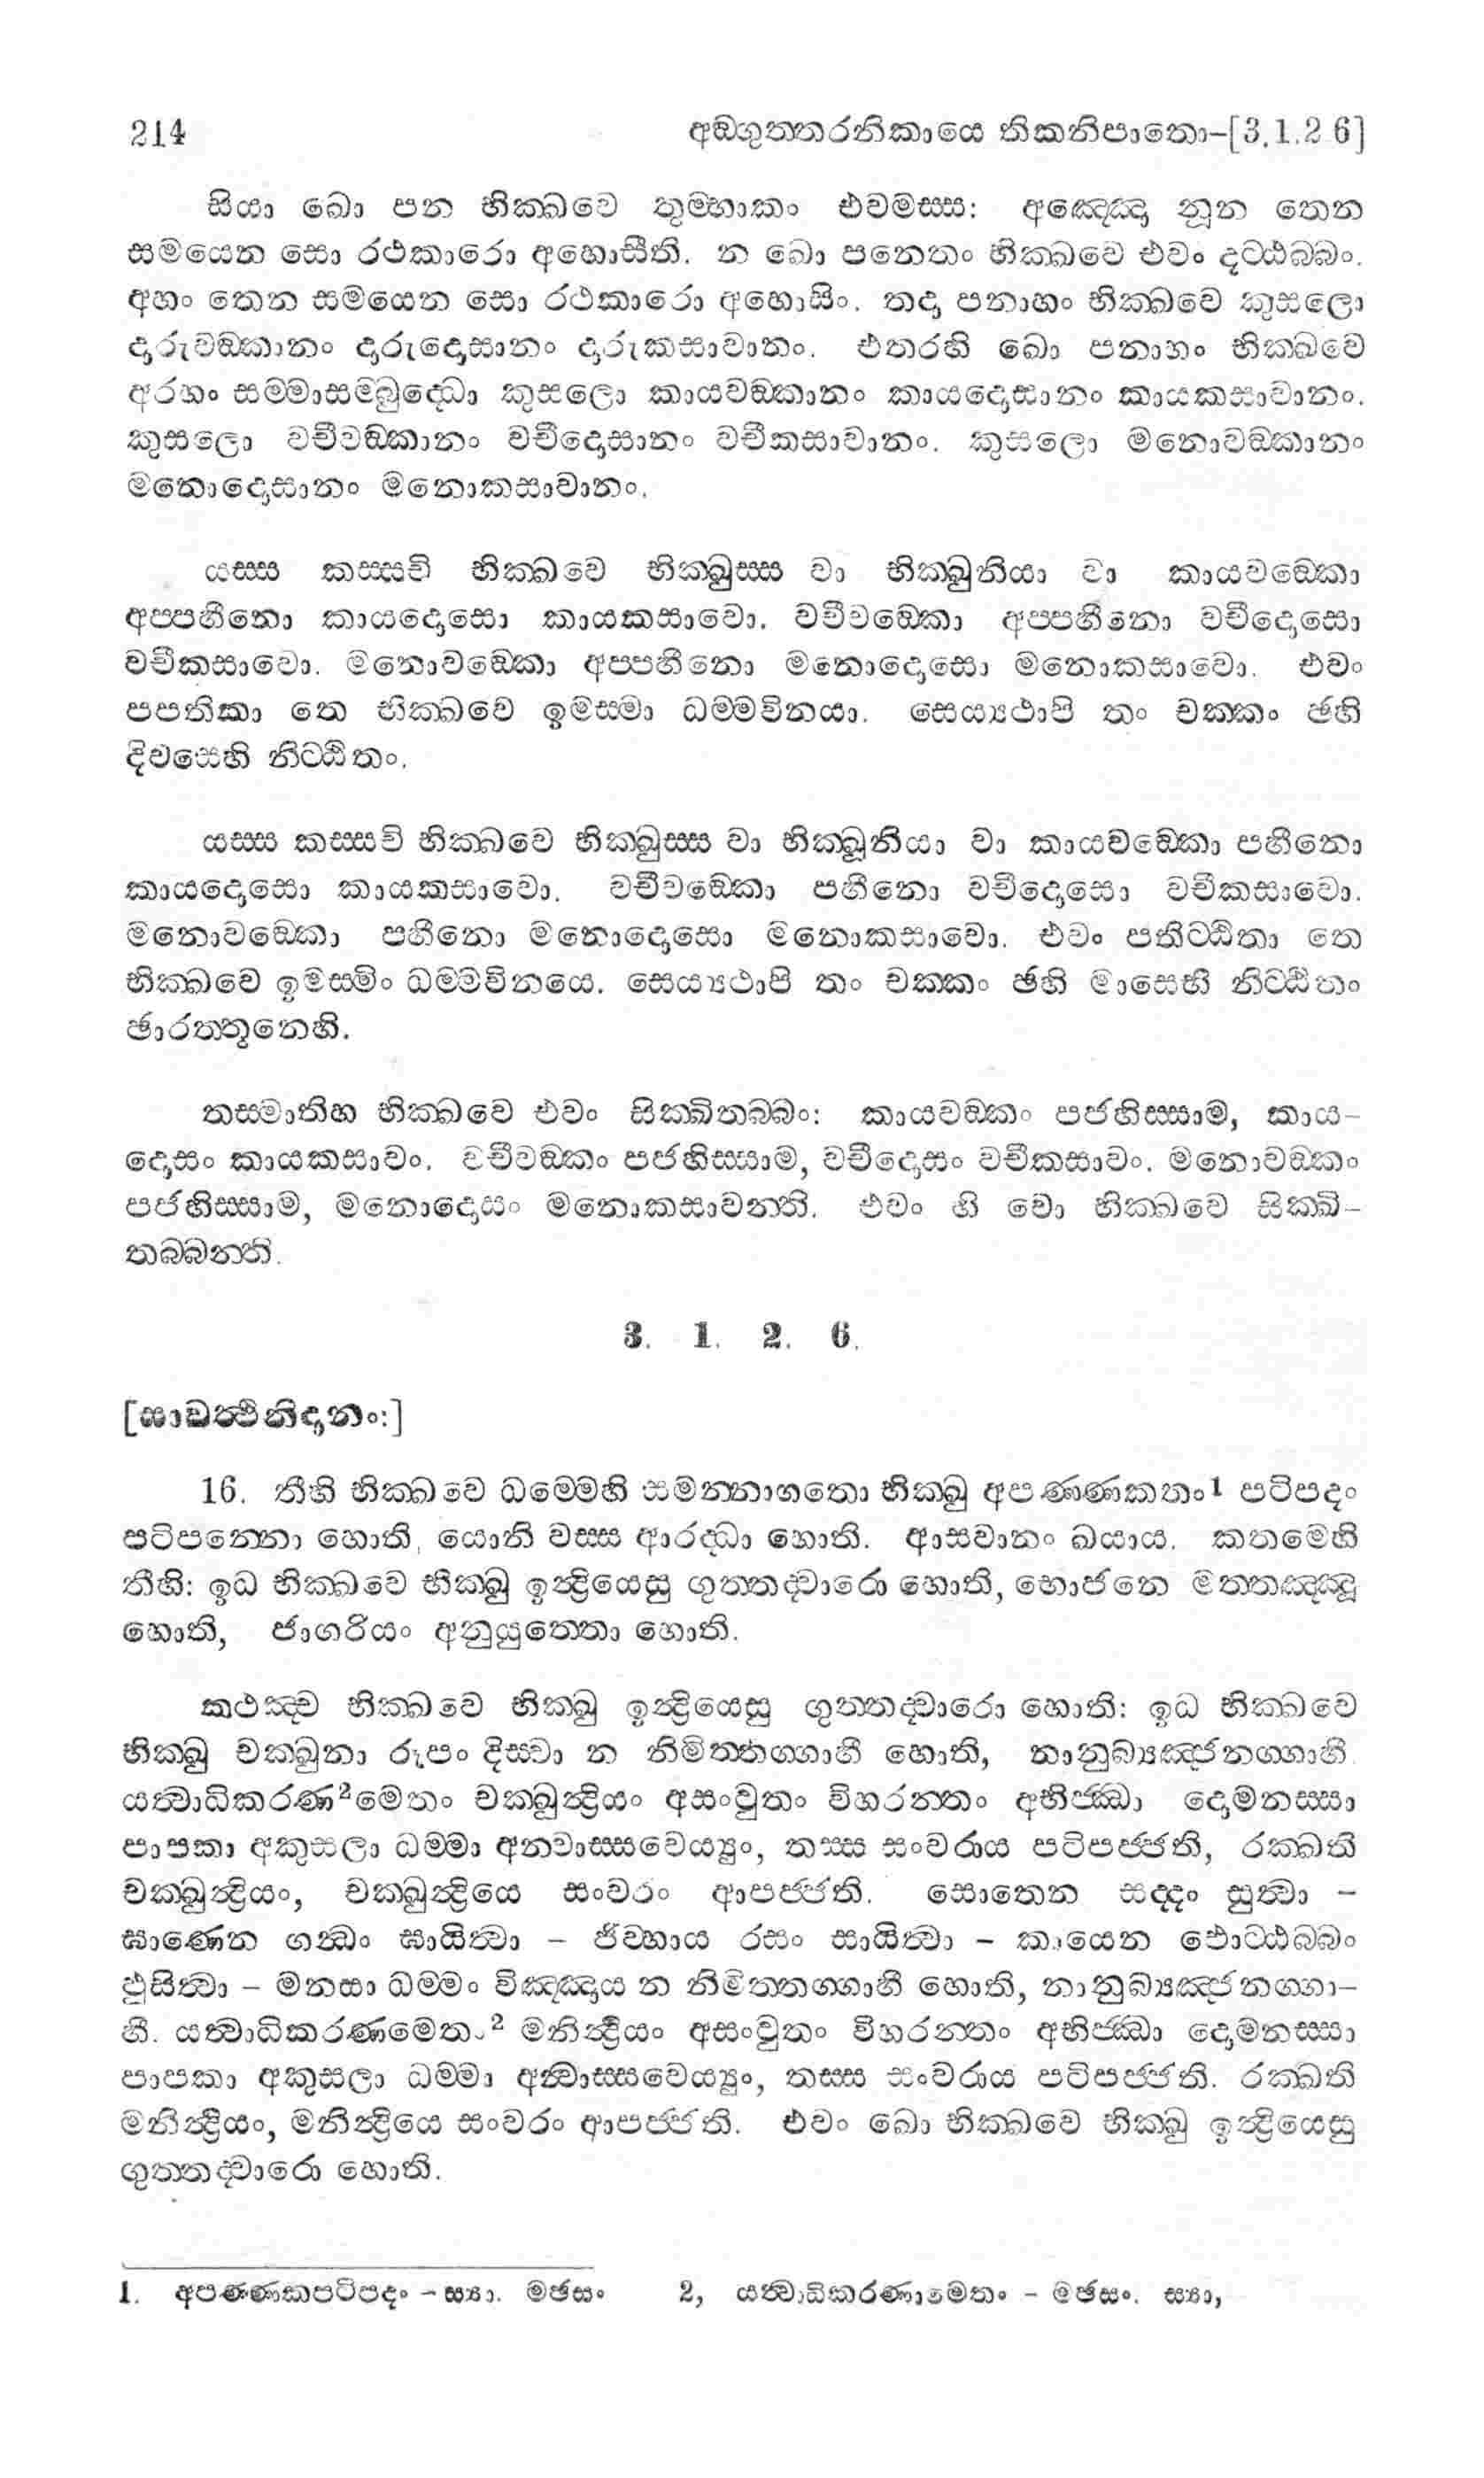 214 අඞ්ගුත්තරනිකායෙ තිකනිපාතො-[3.1.2 6]
සියා ඛො පන භික්ඛවෙ තුම්හාකං එවමස්ස: අඤ්ඤො නූන තෙන
සමයෙන සො රථකාරො අහොසීති. න ඛො පනෙතං භික්ඛවෙ එවං දට්ඨබ්බං.
අහං තෙන සමයෙන සො රථකාරො අහොසිං. තදා පනාහං භික්ඛවෙ කුසලො
දාරුවඞ්කානං දාරුදොසානං දාරුකසාවානං. එතරහි ඛො පනාහං භික්ඛවෙ
අරහං සම්මාසම්බුද්ධො කුසලො කායවඞ්කානං කායදොසානං කායකසාවානං.
කුසලො වචීවඞ්කානං වචීදොසානං වචීකසාවානං. කුසලො මනොවඞ්කානං
මනොදොසානං මනොකසාවානං.
යස්ස කස්සචි භික්ඛවෙ භික්ඛුස්ස වා භික්ඛුනියා වා කායවඞ්කො
අප්පහීනො කායදොසො කායකසාවො. වචීවඞ්කො අප්පහීනො වචීදොසො
වචීකසාවො. මනොවඞ්කො අප්පහීනො මනොදොසො මනොකසාවො. එවං
පපතිකා තෙ භික්ඛවෙ ඉමස්මා ධම්මවිනයා. සෙය්‍යථාපි තං චක්කං ඡහි
දිවසෙහි නිට්ඨිතං.
යස්ස කස්සචි භික්ඛවෙ භික්ඛුස්ස වා භික්ඛූනියා වා කායවඞ්කො පහීනො
කායදොසො කායකසාවො. වචීවඞ්කො පහීනො වචීදොසො වචීකසාවො.
මනොවඞ්කො පහීනො මනොදොසො මනොකසාවො. එවං පතිට්ඨිතා තෙ
භික්ඛවෙ ඉමස්මිං ධම්මවිනයෙ. සෙය්‍යථාපි තං චක්කං ඡහි මාසෙහි නිට්ඨිතං
ඡාරත්තූනෙහි.
තස්මාතිහ භික්ඛවෙ එවං සික්ඛිතබ්බං: කායවඞ්කං පජහිස්සාම, කාය-
දොසං කායකසාවං. වචීවඞ්කං පජහිස්සාම, වචීදොසං වචීකසාවං. මනොවඞ්කං
පජහිස්සාම, මනොදොසං මනොකසාවන්ති. එවං හි වො භික්ඛවෙ සික්ඛි-
තබ්බන්ති.
3. 1. 2. 6.
[සාවත්ථිනිදානං:]
16. තීහි භික්ඛවෙ ධම්මෙහි සමන්නාගතො භික්ඛු අපණ්ණකතං1 පටිපදං
පටිපන්නො හොති, යොනි වස්ස ආරද්ධා හොති. ආසවානං ඛයාය. කතමෙහි
තීහි: ඉධ භික්ඛවෙ භික්ඛු ඉන්ද්‍රියෙසු ගුත්තද්වාරො හොති, භොජනෙ මත්තඤ්ඤූ
හොති, ජාගරියං අනුයුත්තො හොති.
කථඤ්ච භික්ඛවෙ භික්ඛු ඉන්ද්‍රියෙසු ගුත්තද්වාරො හොති: ඉධ භික්ඛවෙ
භික්ඛු චක්ඛුනා රූපං දිස්වා න නිමිත්තග්ගාහී හොති, නානුබ්‍යඤ්ජනග්ගාහී.
යත්වාධිකරණ2මෙතං චක්ඛුන්ද්‍රියං අසංවුතං විහරන්තං අභිජ්ඣා දොමනස්සා
පාපකා අකුසලා ධම්මා අන්වාස්සවෙය්‍යුං, තස්ස සංවරාය පටිපජ්ජති, රක්ඛති
චක්ඛුන්ද්‍රියං, චක්ඛුන්ද්‍රියෙ සංවරං ආපජ්ජති. සොතෙන සද්දං සුත්වා -
ඝාණෙන ගන්ධං ඝායිත්වා - ජිව්හාය රසං සායිත්වා - කායෙන ඵොට්ඨබ්බං
ඵුසිත්වා - මනසා ධම්මං විඤ්ඤාය න නිමිත්තග්ගාහී හොති, නානුබ්‍යඤ්ජනග්ගා-
හී. යත්වාධිකරණමෙතං2 මනින්ද්‍රියං අසංවුතං විහරන්තං අභිජ්ඣා දොමනස්සා
පාපකා අකුසලා ධම්මා අන්වාස්සවෙය්‍යුං, තස්ස සංවරාය පටිපජ්ජති. රක්ඛති
මනින්ද්‍රියං, මනින්ද්‍රියෙ සංවරං ආපජ්ජති. එවං ඛො භික්ඛවෙ භික්ඛු ඉන්ද්‍රියෙසු
ගුත්තද්වාරො හොති.
1. අපණ්ණකපටිපදං - ස්‍යා. මඡසං 2, යත්වාධිකරණාමෙතං - මඡසං. ස්‍යා,